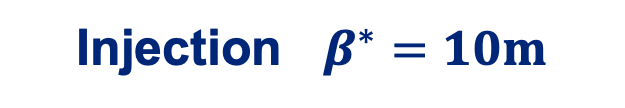 Injection β* = 10m